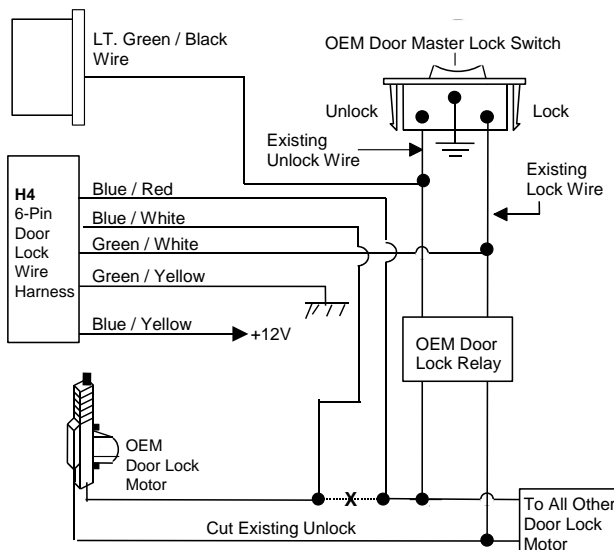 LT. Green / Black
Wire
OEM Door Master Lock Switch
Unlock
Lock
Existing
Unlock Wire
Existing
Lock Wire
H4
6-Pin
Door
Lock
Wire
Harness
Blue / Red
Blue / White
Green / White
Green / Yellow
Blue / Yellow
+12V
OEM Door
Lock Relay
OEM
Door Lock
Motor
X
Cut Existing Unlock
To All Other
Door Lock
Motor